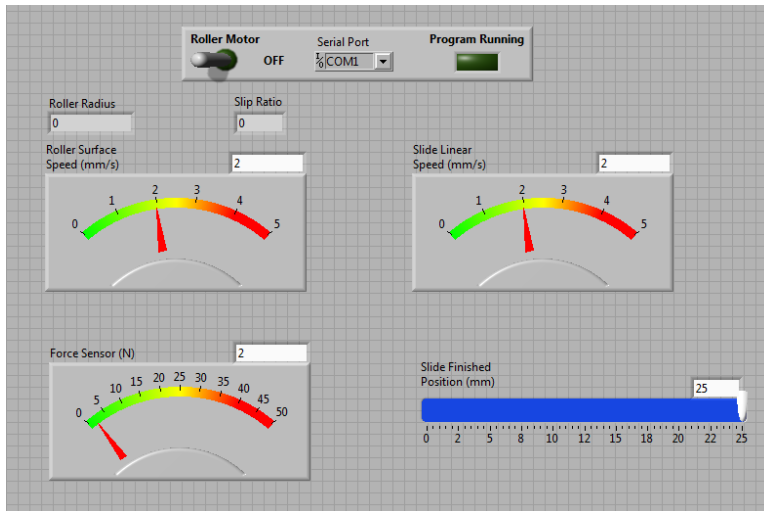 Roller Motor
OFF
Serial Port
I/O COM1
Program Running
Roller Radius
0
Slip Ratio
0
Roller Surface
Speed (mm/s)
2
0 1 2 3 4 5
Slide Linear
Speed (mm/s)
2
0 1 2 3 4 5
Force Sensor (N)
2
0 5 10 15 20 25 30 35 40 45 50
Slide Finished
Position (mm)
25
0 2 5 8 10 12 15 18 20 22 25